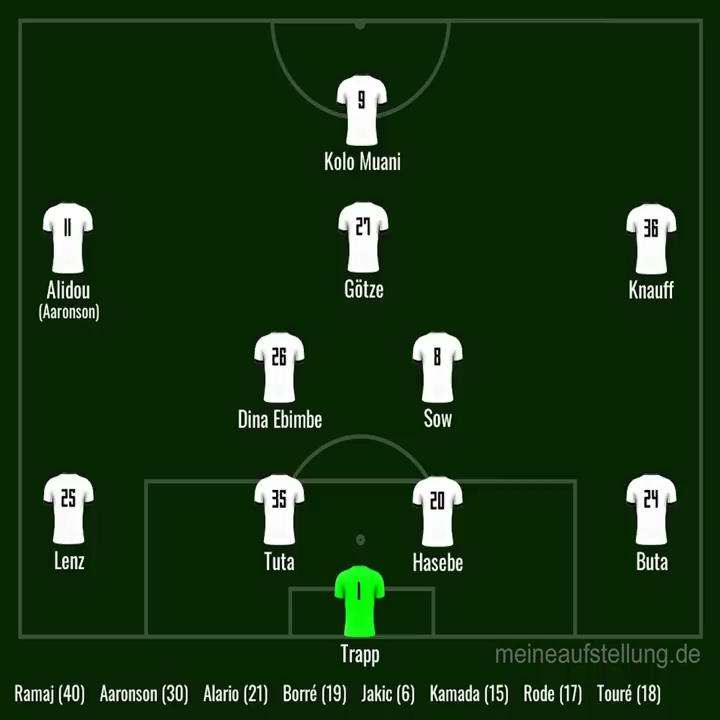 9
Kolo Muani
11
27
36
Alidou
(Aaronson)
Götze
Knauff
26
8
Dina Ebimbe
Sow
25
35
20
24
Lenz
Tuta
Hasebe
Buta
1
Trapp
meineaufstellung.de
Ramaj (40) Aaronson (30) Alario (21) Borré (19) Jakic (6) Kamada (15) Rode (17) Touré (18)